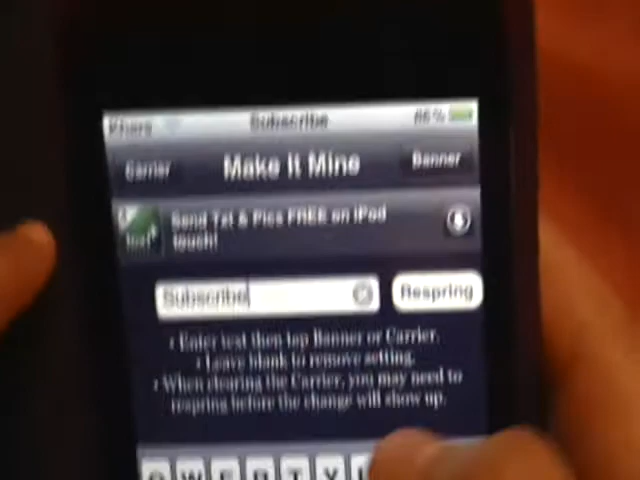 Subscribe 86%
Carrier Make It Mine Banner
Send Txt & Pics FREE on iPod
touch!
Subscribe Respring
• Enter text then tap Banner or Carrier.
• Leave blank to remove setting.
• When clearing the Carrier, you may need to
respring before the change will show up.
Q W E R T Y